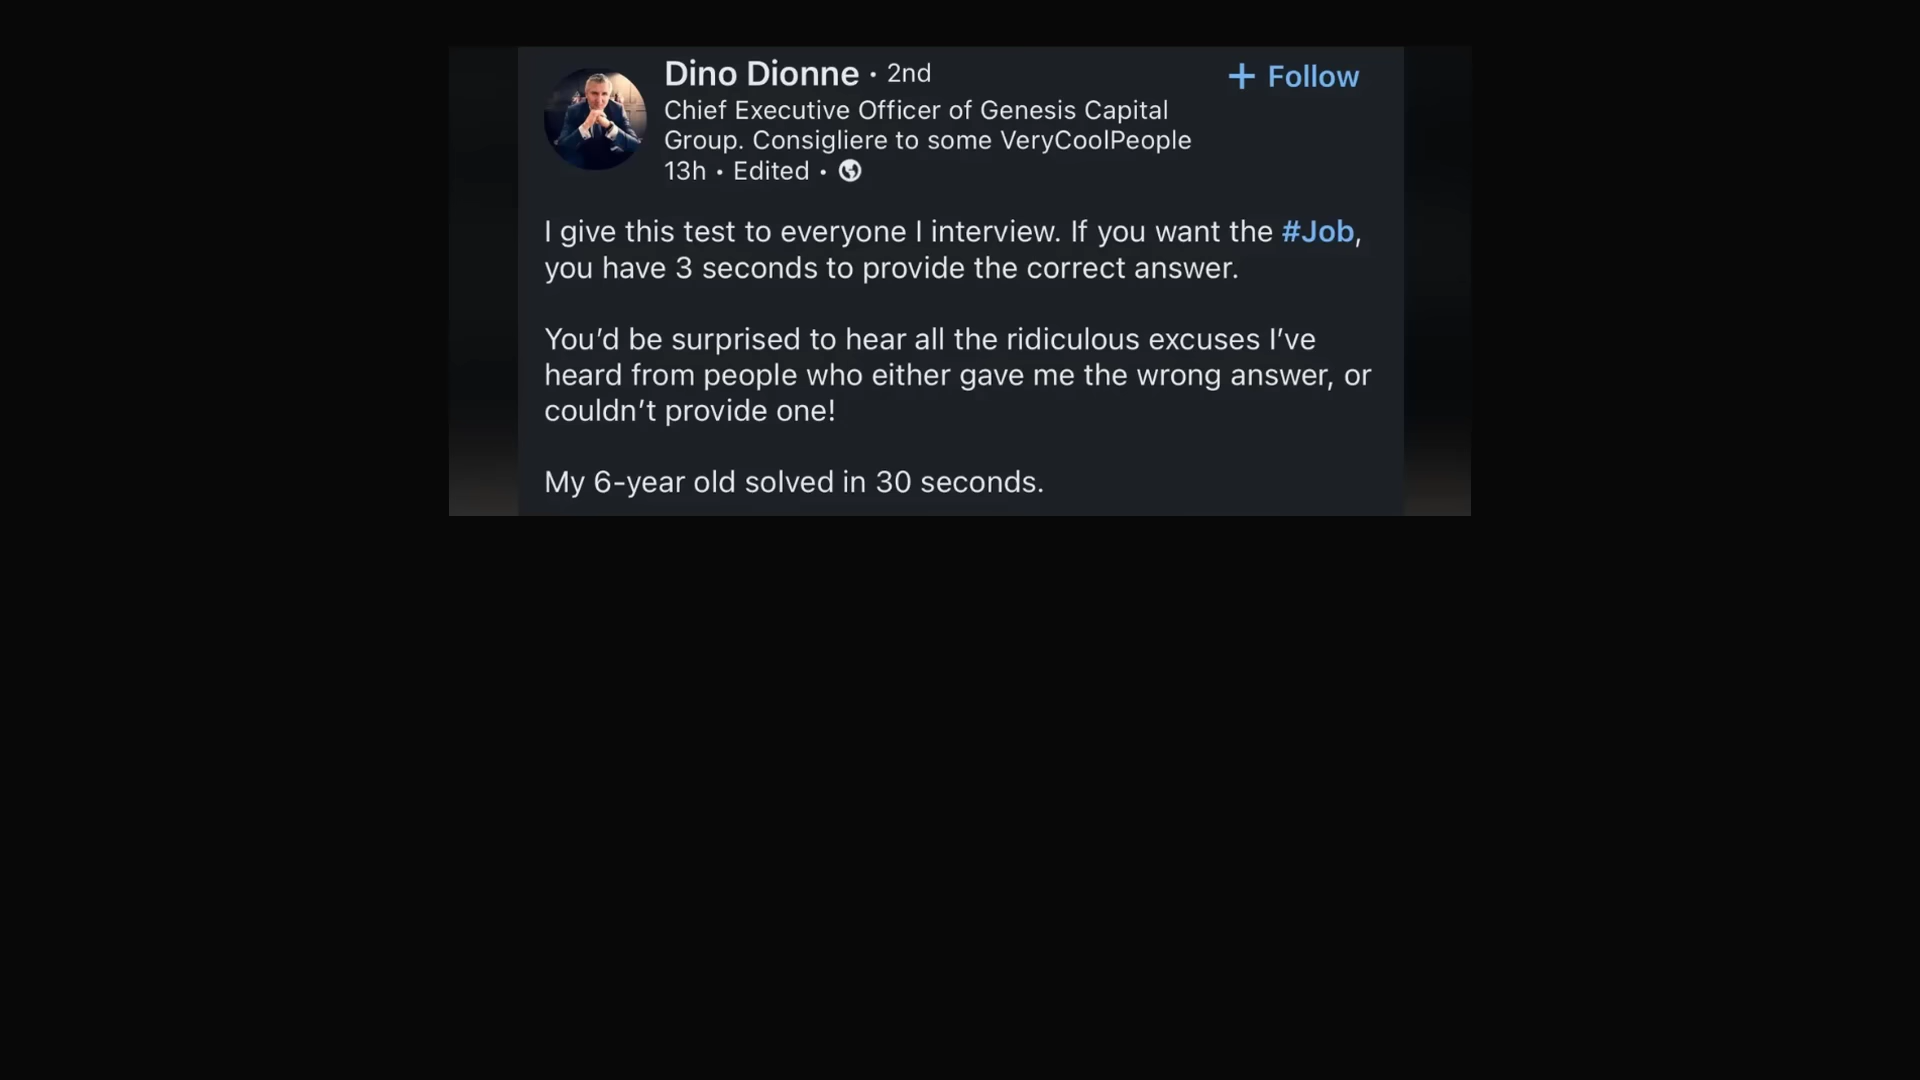 Dino Dionne • 2nd
+ Follow
Chief Executive Officer of Genesis Capital
Group. Consigliere to some VeryCoolPeople
13h • Edited •
I give this test to everyone I interview. If you want the #Job,
you have 3 seconds to provide the correct answer.
You’d be surprised to hear all the ridiculous excuses I’ve
heard from people who either gave me the wrong answer, or
couldn’t provide one!
My 6-year old solved in 30 seconds.